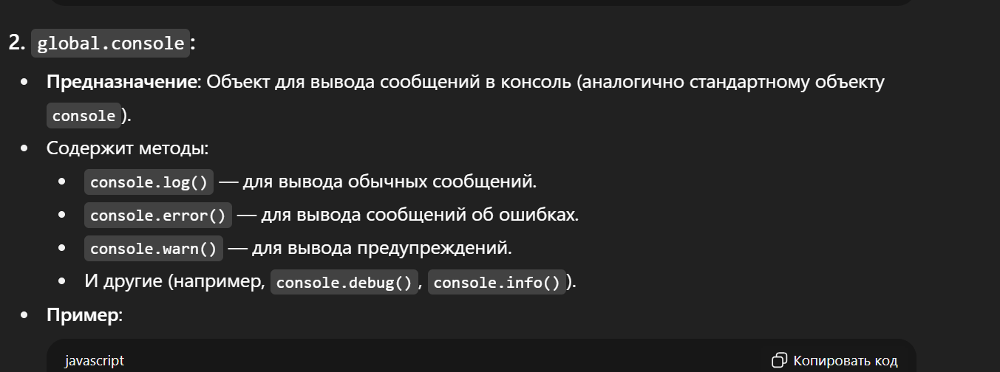 2. global.console:
• Предназначение: Объект для вывода сообщений в консоль (аналогично стандартному объекту
console).
• Содержит методы:
• console.log() — для вывода обычных сообщений.
• console.error() — для вывода сообщений об ошибках.
• console.warn() — для вывода предупреждений.
• И другие (например, console.debug(), console.info()).
• Пример:
javascript Копировать код